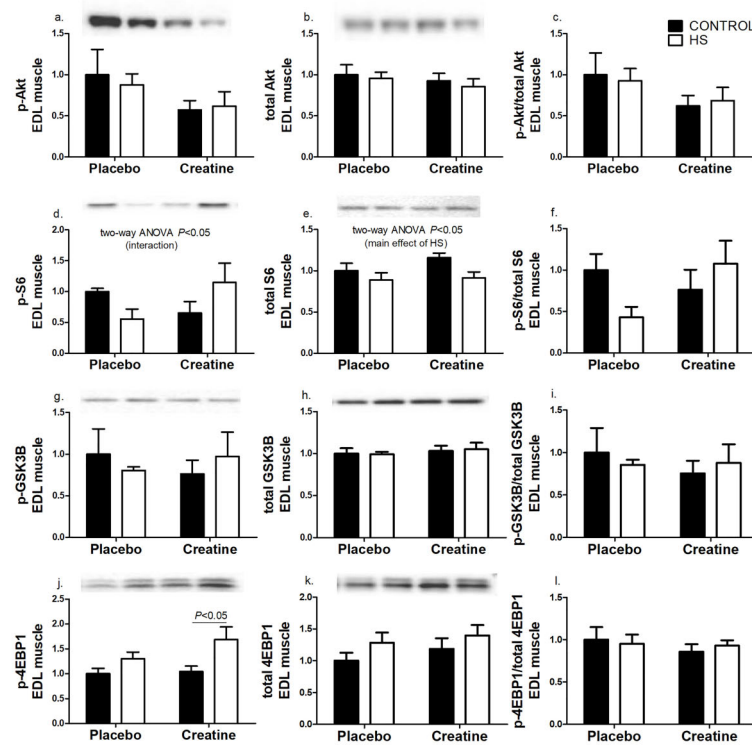 a.
p-Akt
EDL muscle
1.5
1.0
0.5
0.0
Placebo Creatine
b.
total Akt
EDL muscle
1.5
1.0
0.5
0.0
Placebo Creatine
c.
p-Akt/total Akt
EDL muscle
1.5
1.0
0.5
0.0
Placebo Creatine
CONTROL
HS
d.
two-way ANOVA P<0.05
(interaction)
p-S6
EDL muscle
2.0
1.5
1.0
0.5
0.0
Placebo Creatine
e.
two-way ANOVA P<0.05
(main effect of HS)
total S6
EDL muscle
1.5
1.0
0.5
0.0
Placebo Creatine
f.
p-S6/total S6
EDL muscle
1.5
1.0
0.5
0.0
Placebo Creatine
g.
p-GSK3B
EDL muscle
1.5
1.0
0.5
0.0
Placebo Creatine
h.
total GSK3B
EDL muscle
1.5
1.0
0.5
0.0
Placebo Creatine
i.
p-GSK3B/total GSK3B
EDL muscle
1.5
1.0
0.5
0.0
Placebo Creatine
j.
P<0.05
p-4EBP1
EDL muscle
2.0
1.5
1.0
0.5
0.0
Placebo Creatine
k.
total 4EBP1
EDL muscle
2.0
1.5
1.0
0.5
0.0
Placebo Creatine
l.
p-4EBP1/total 4EBP1
EDL muscle
1.5
1.0
0.5
0.0
Placebo Creatine